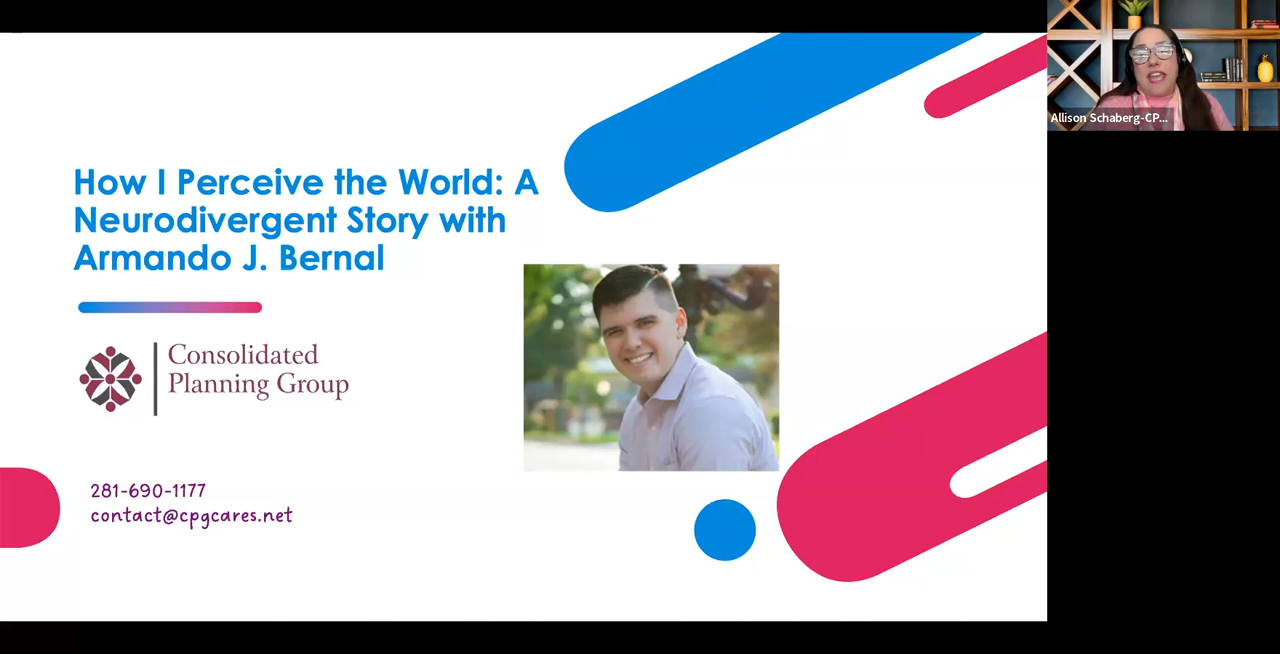 How I Perceive the World: A
Neurodivergent Story with
Armando J. Bernal
Consolidated
Planning Group
281-690-1177
contact@cpgcares.net
Allison Schaberg-CP...